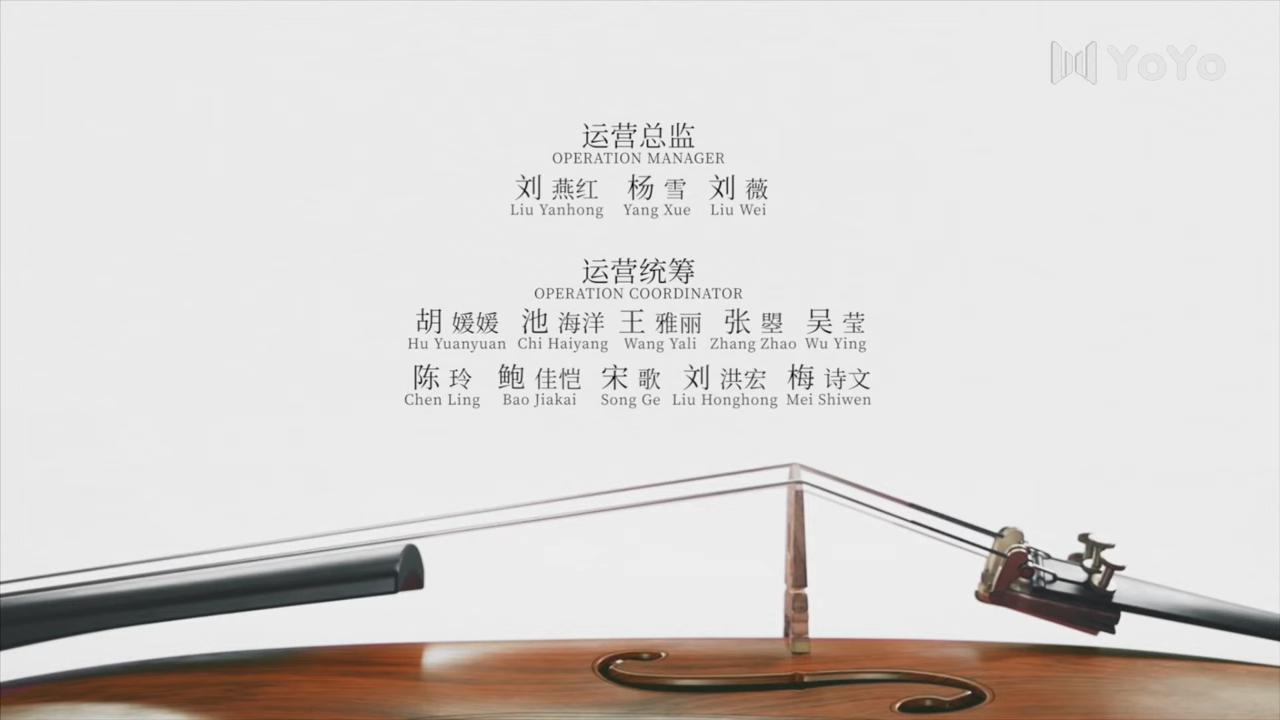 YoYo
运营总监
OPERATION MANAGER
刘 燕红 杨 雪 刘 薇
Liu Yanhong Yang Xue Liu Wei
运营统筹
OPERATION COORDINATOR
胡 媛媛 池 海洋 王 雅丽 张 曌 吴 莹
Hu Yuanyuan Chi Haiyang Wang Yali Zhang Zhao Wu Ying
陈 玲 鲍 佳恺 宋 歌 刘 洪宏 梅 诗文
Chen Ling Bao Jiakai Song Ge Liu Honghong Mei Shiwen